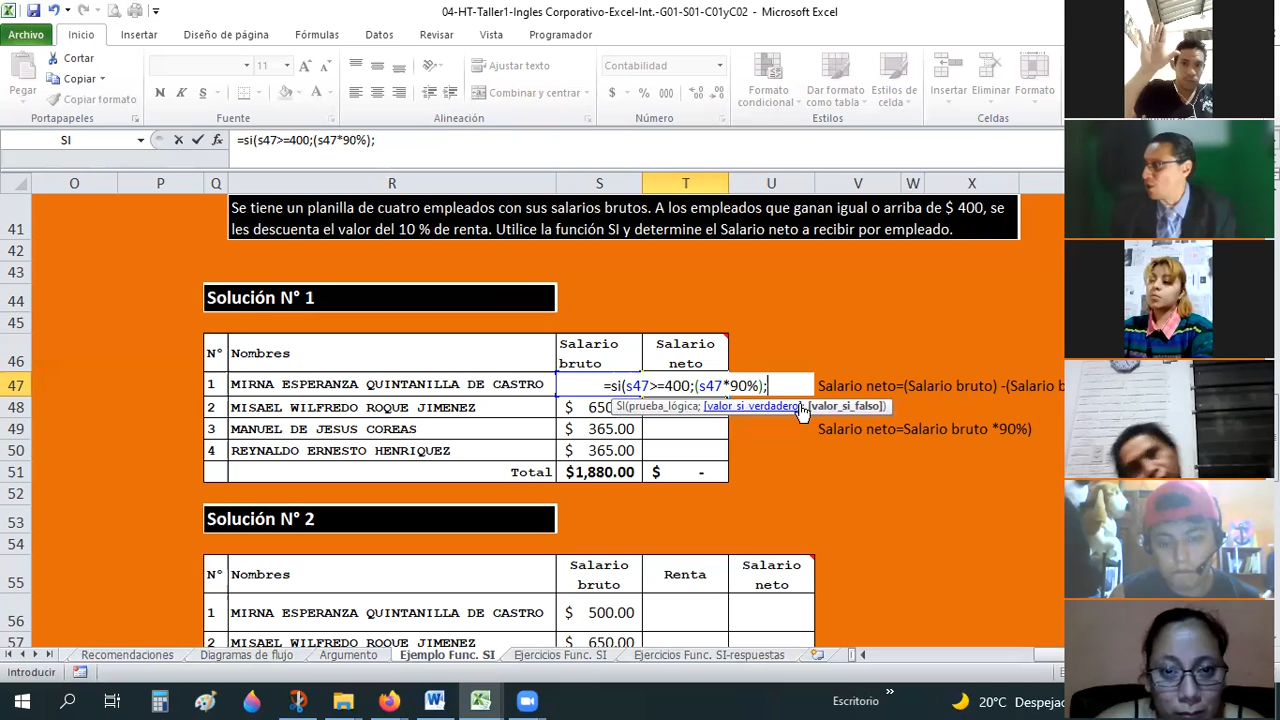 04-HT-Taller1-Ingles Corporativo-Excel-Int.-G01-S01-C01yC02 - Microsoft Excel
Archivo Inicio Insertar Diseño de página Fórmulas Datos Revisar Vista Programador
Pegar
Cortar
Copiar
Copiar formato
Portapapeles
11
N K S
Fuente
Ajustar texto
Combinar y centrar
Alineación
Contabilidad
$ % 000
Número
Formato condicional
Dar formato como tabla
Estilos de celda
Estilos
Insertar Eliminar Formato
Celdas
SI =si(s47>=400;(s47*90%);
O P Q R S T U V W X
41 Se tiene un planilla de cuatro empleados con sus salarios brutos. A los empleados que ganan igual o arriba de $ 400, se
les descuenta el valor del 10 % de renta. Utilice la función SI y determine el Salario neto a recibir por empleado.
42
43
44 Solución N° 1
45
46 N° Nombres Salario bruto Salario neto
47 1 MIRNA ESPERANZA QUINTANILLA DE CASTRO =si(s47>=400;(s47*90%); Salario neto=(Salario bruto) -(Salario b
SI(prueba_lógica; [valor_si_verdadero]; [valor_si_falso])
48 2 MISAEL WILFREDO ROQUE JIMENEZ $ 650
49 3 MANUEL DE JESUS COREAS $ 365.00 Salario neto=Salario bruto *90%)
50 4 REYNALDO ERNESTO HENRIQUEZ $ 365.00
51 Total $1,880.00 $ -
52
53 Solución N° 2
54
55 N° Nombres Salario bruto Renta Salario neto
56 1 MIRNA ESPERANZA QUINTANILLA DE CASTRO $ 500.00
57 2 MISAEL WILFREDO ROQUE JIMENEZ $ 650.00
Recomendaciones Diagramas de flujo Argumento Ejemplo Func. SI Ejercicios Func. SI Ejercicios Func. SI-respuestas
Introducir
Escritorio » 20°C Despejad